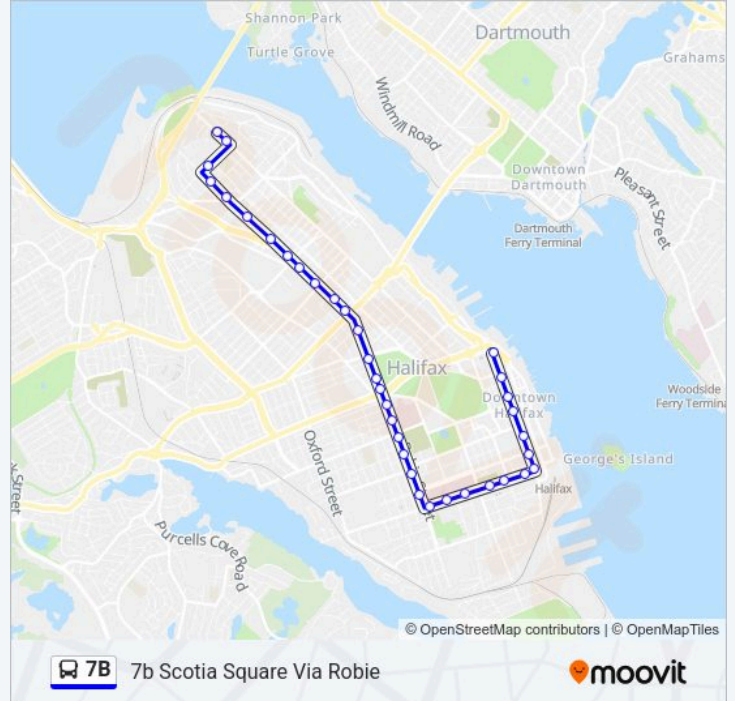 Shannon Park
Turtle Grove
Dartmouth
Grahams
Windmill Road
Downtown
Dartmouth
Pleasant Street
Dartmouth
Ferry Terminal
Halifax
Downtown
Halifax
Woodside
Ferry Termina
Oxford Street
George's Island
Halifax
Street
Purcells Cove Road
© OpenStreetMap contributors | © OpenMapTiles
7B 7b Scotia Square Via Robie
moovit